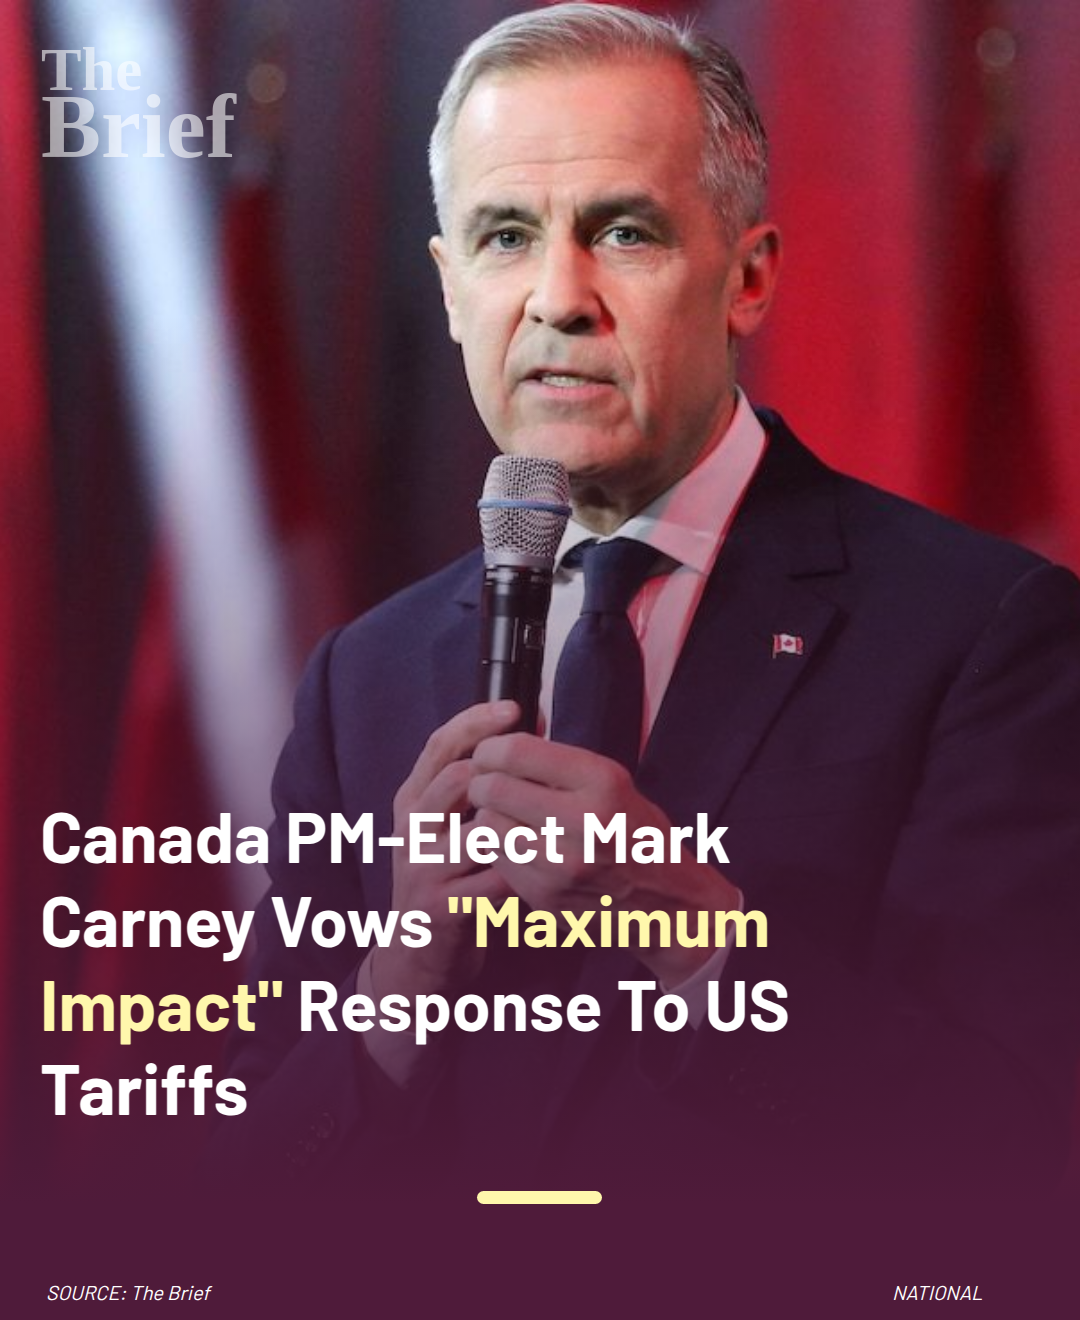 The
Brief
Canada PM-Elect Mark
Carney Vows "Maximum
Impact" Response To US
Tariffs
SOURCE: The Brief
NATIONAL